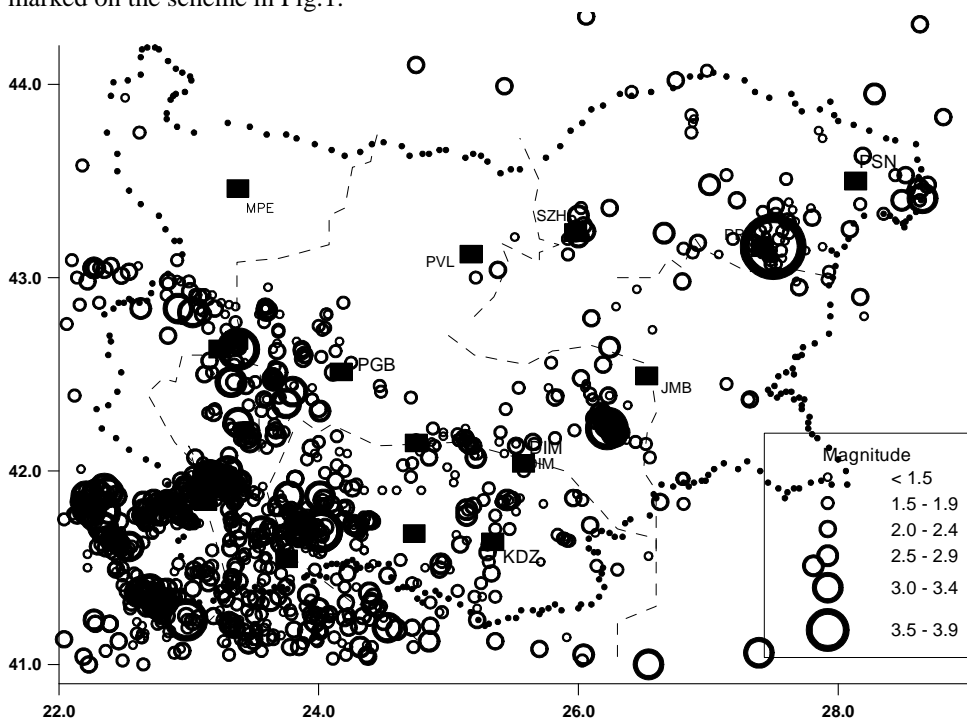 marked on the scheme in Fig.1.
44.0
MPE
PSN
SZH
PVL
43.0
PGB
JMB
DIM
DIM
42.0
KDZ
41.0
22.0 24.0 26.0 28.0
Magnitude
< 1.5
1.5 - 1.9
2.0 - 2.4
2.5 - 2.9
3.0 - 3.4
3.5 - 3.9